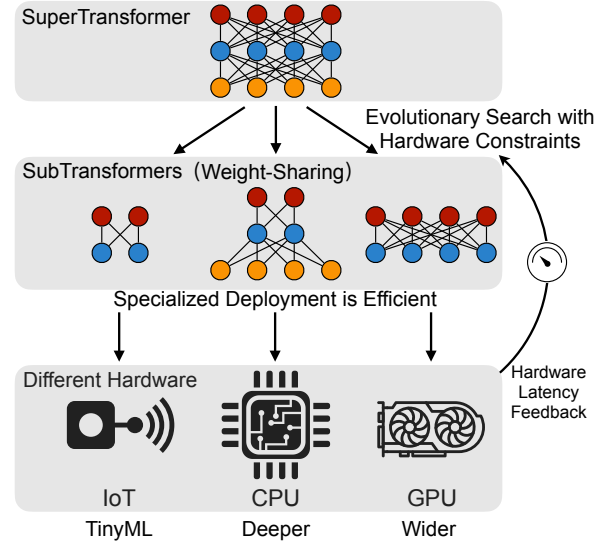 SuperTransformer
Evolutionary Search with
Hardware Constraints
SubTransformers (Weight-Sharing)
Specialized Deployment is Efficient
Different Hardware
Hardware
Latency
Feedback
IoT
CPU
GPU
TinyML
Deeper
Wider